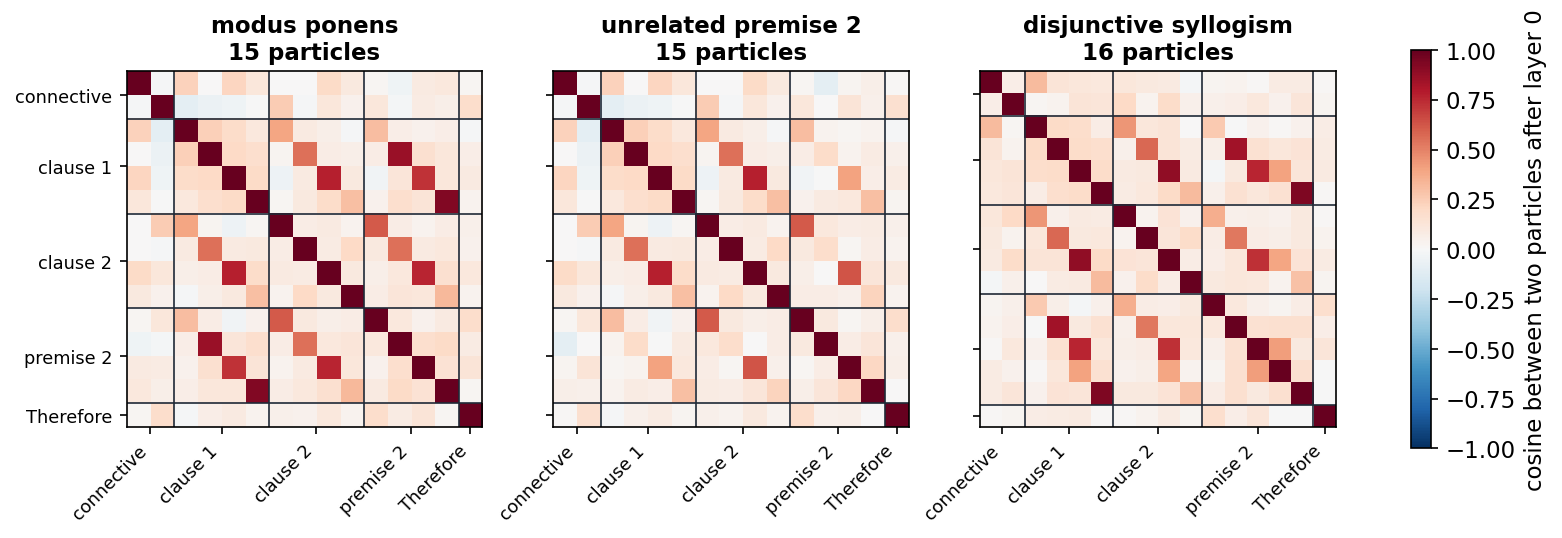 modus ponens
15 particles
unrelated premise 2
15 particles
disjunctive syllogism
16 particles
connective
clause 1
clause 2
premise 2
Therefore
connective
clause 1
clause 2
premise 2
Therefore
connective
clause 1
clause 2
premise 2
Therefore
connective
clause 1
clause 2
premise 2
Therefore
1.00
0.75
0.50
0.25
0.00
−0.25
−0.50
−0.75
−1.00
cosine between two particles after layer 0